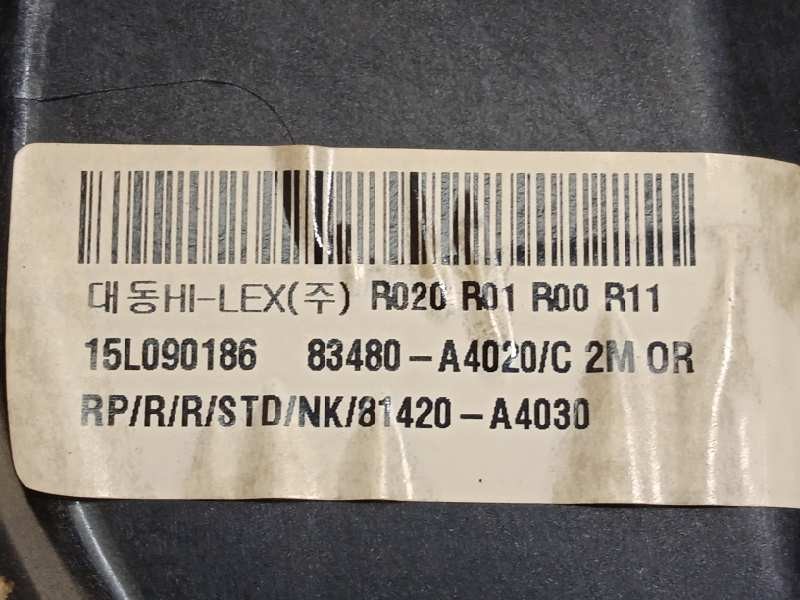 대동HI-LEX(주) R020 R01 R00 R11
15L090186 83480-A4020/C 2M OR
RP/R/R/STD/NK/81420-A4030